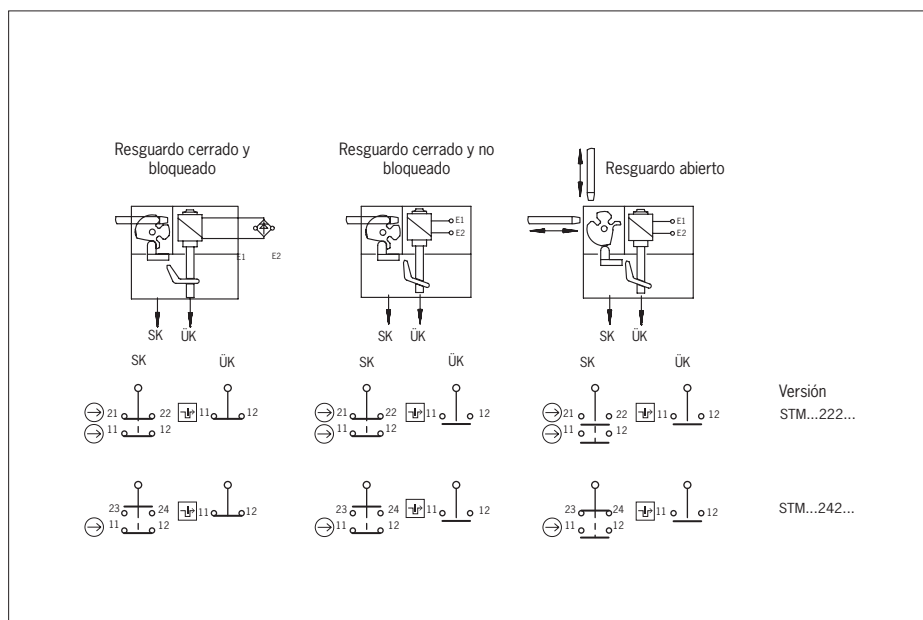 Resguardo cerrado y
bloqueado
Resguardo cerrado y no
bloqueado
Resguardo abierto
E1 E2
E1
E2
E1
E2
SK ÜK
SK ÜK
SK ÜK
SK ÜK SK ÜK SK ÜK
Versión
21 22 11 12 21 22 11 12 21 22 11 12 STM...222...
11 12 11 12 11 12
23 24 11 12 23 24 11 12 23 24 11 12 STM...242...
11 12 11 12 11 12